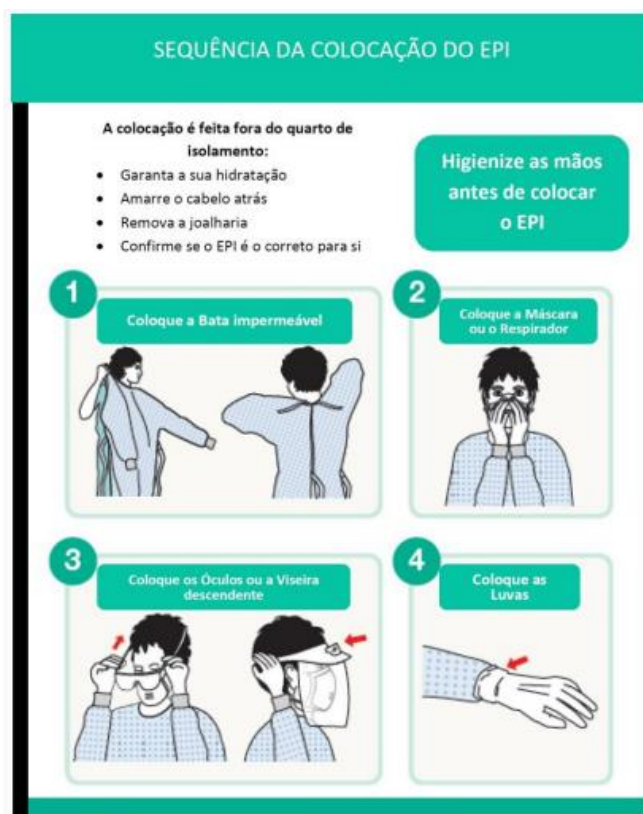 SEQUÊNCIA DA COLOCAÇÃO DO EPI
A colocação é feita fora do quarto de
isolamento:
• Garanta a sua hidratação
• Amarre o cabelo atrás
• Remova a joalharia
• Confirme se o EPI é o correto para si
Higienize as mãos
antes de colocar
o EPI
1
Coloque a Bata impermeável
2
Coloque a Máscara
ou o Respirador
3
Coloque os Óculos ou a Viseira
descendente
4
Coloque as
Luvas